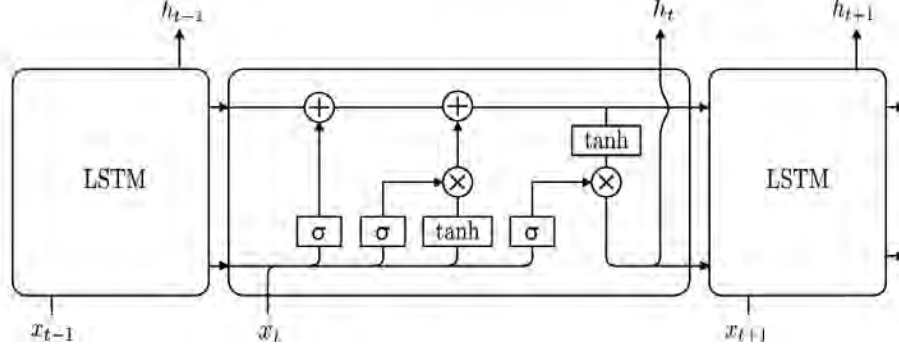 h_{t-1} h_t h_{t+1}
+ +
tanh
LSTM × × LSTM
σ σ tanh σ
x_{t-1} x_t x_{t+1}